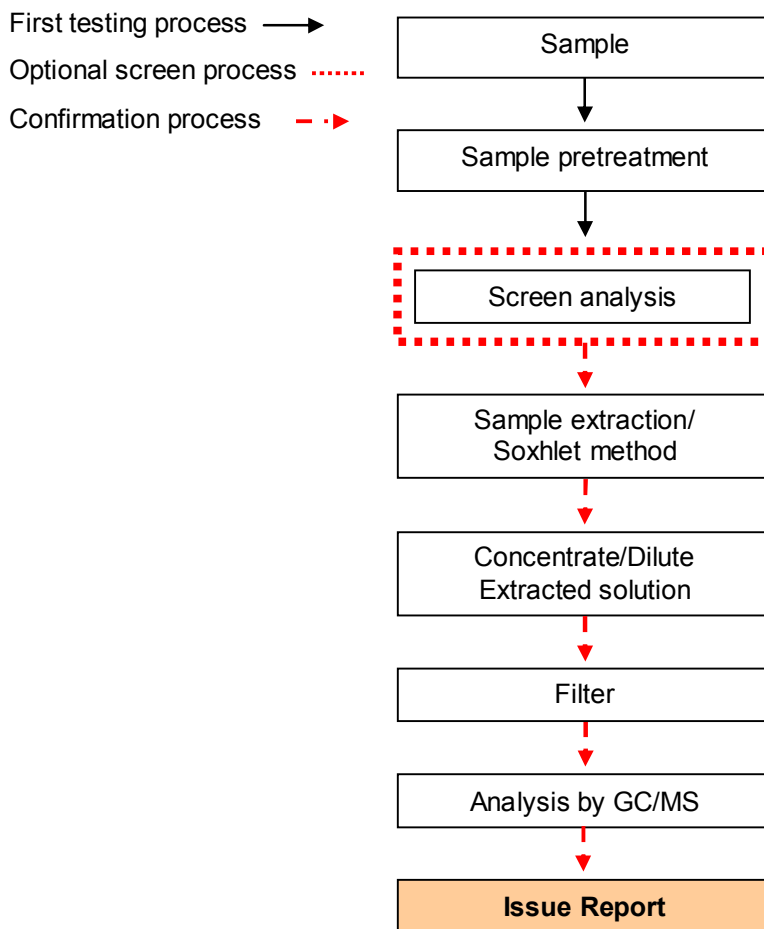 First testing process
Optional screen process
Confirmation process
Sample
Sample pretreatment
Screen analysis
Sample extraction/
Soxhlet method
Concentrate/Dilute
Extracted solution
Filter
Analysis by GC/MS
Issue Report